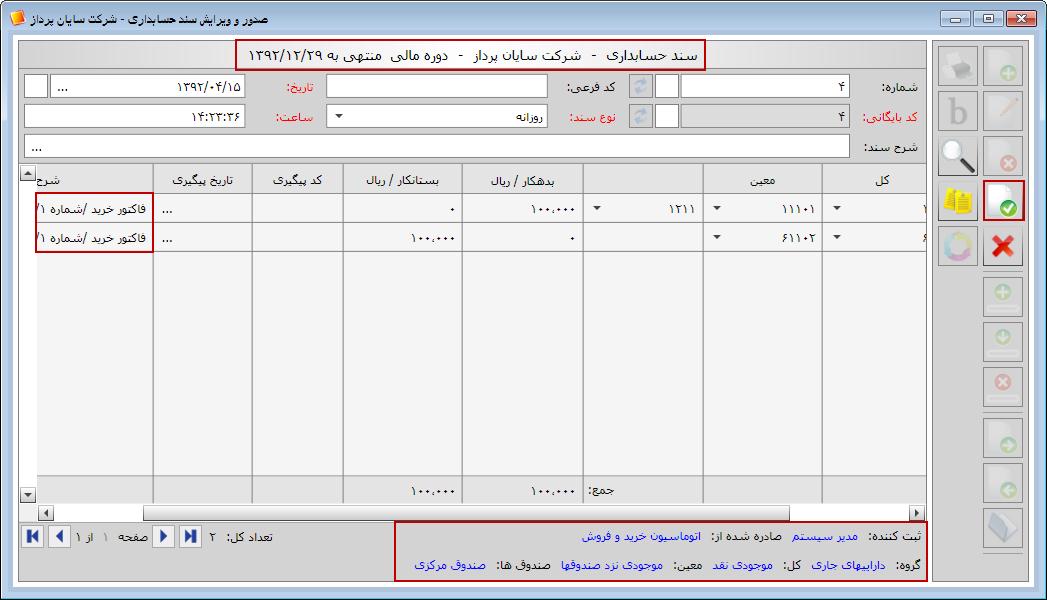 صدور و ویرایش سند حسابداری - شرکت سایان پرداز
سند حسابداری - شرکت سایان پرداز - دوره مالی منتهی به ۱۳۹۲/۱۲/۲۹
شماره: ۴ کد فرعی: تاریخ: ۱۳۹۲/۰۴/۱۵ ...
کد بایگانی: ۴ نوع سند: روزانه ساعت: ۱۴:۲۳:۳۶
شرح سند: ...
کل معین بدهکار / ریال بستانکار / ریال کد پیگیری تاریخ پیگیری شرح
۱۱۱۰۱ ۱۲۱۱ ۱۰۰،۰۰۰ ۰ ... فاکتور خرید /شماره ۱/
۶۱۱۰۲ ۰ ۱۰۰،۰۰۰ ... فاکتور خرید /شماره ۱/
جمع: ۱۰۰،۰۰۰ ۱۰۰،۰۰۰
ثبت کننده: مدیر سیستم صادره شده از: اتوماسیون خرید و فروش تعداد کل: ۲ صفحه ۱ از ۱
گروه: داراییهای جاری کل: موجودی نقد معین: موجودی نزد صندوقها صندوق ها: صندوق مرکزی
b